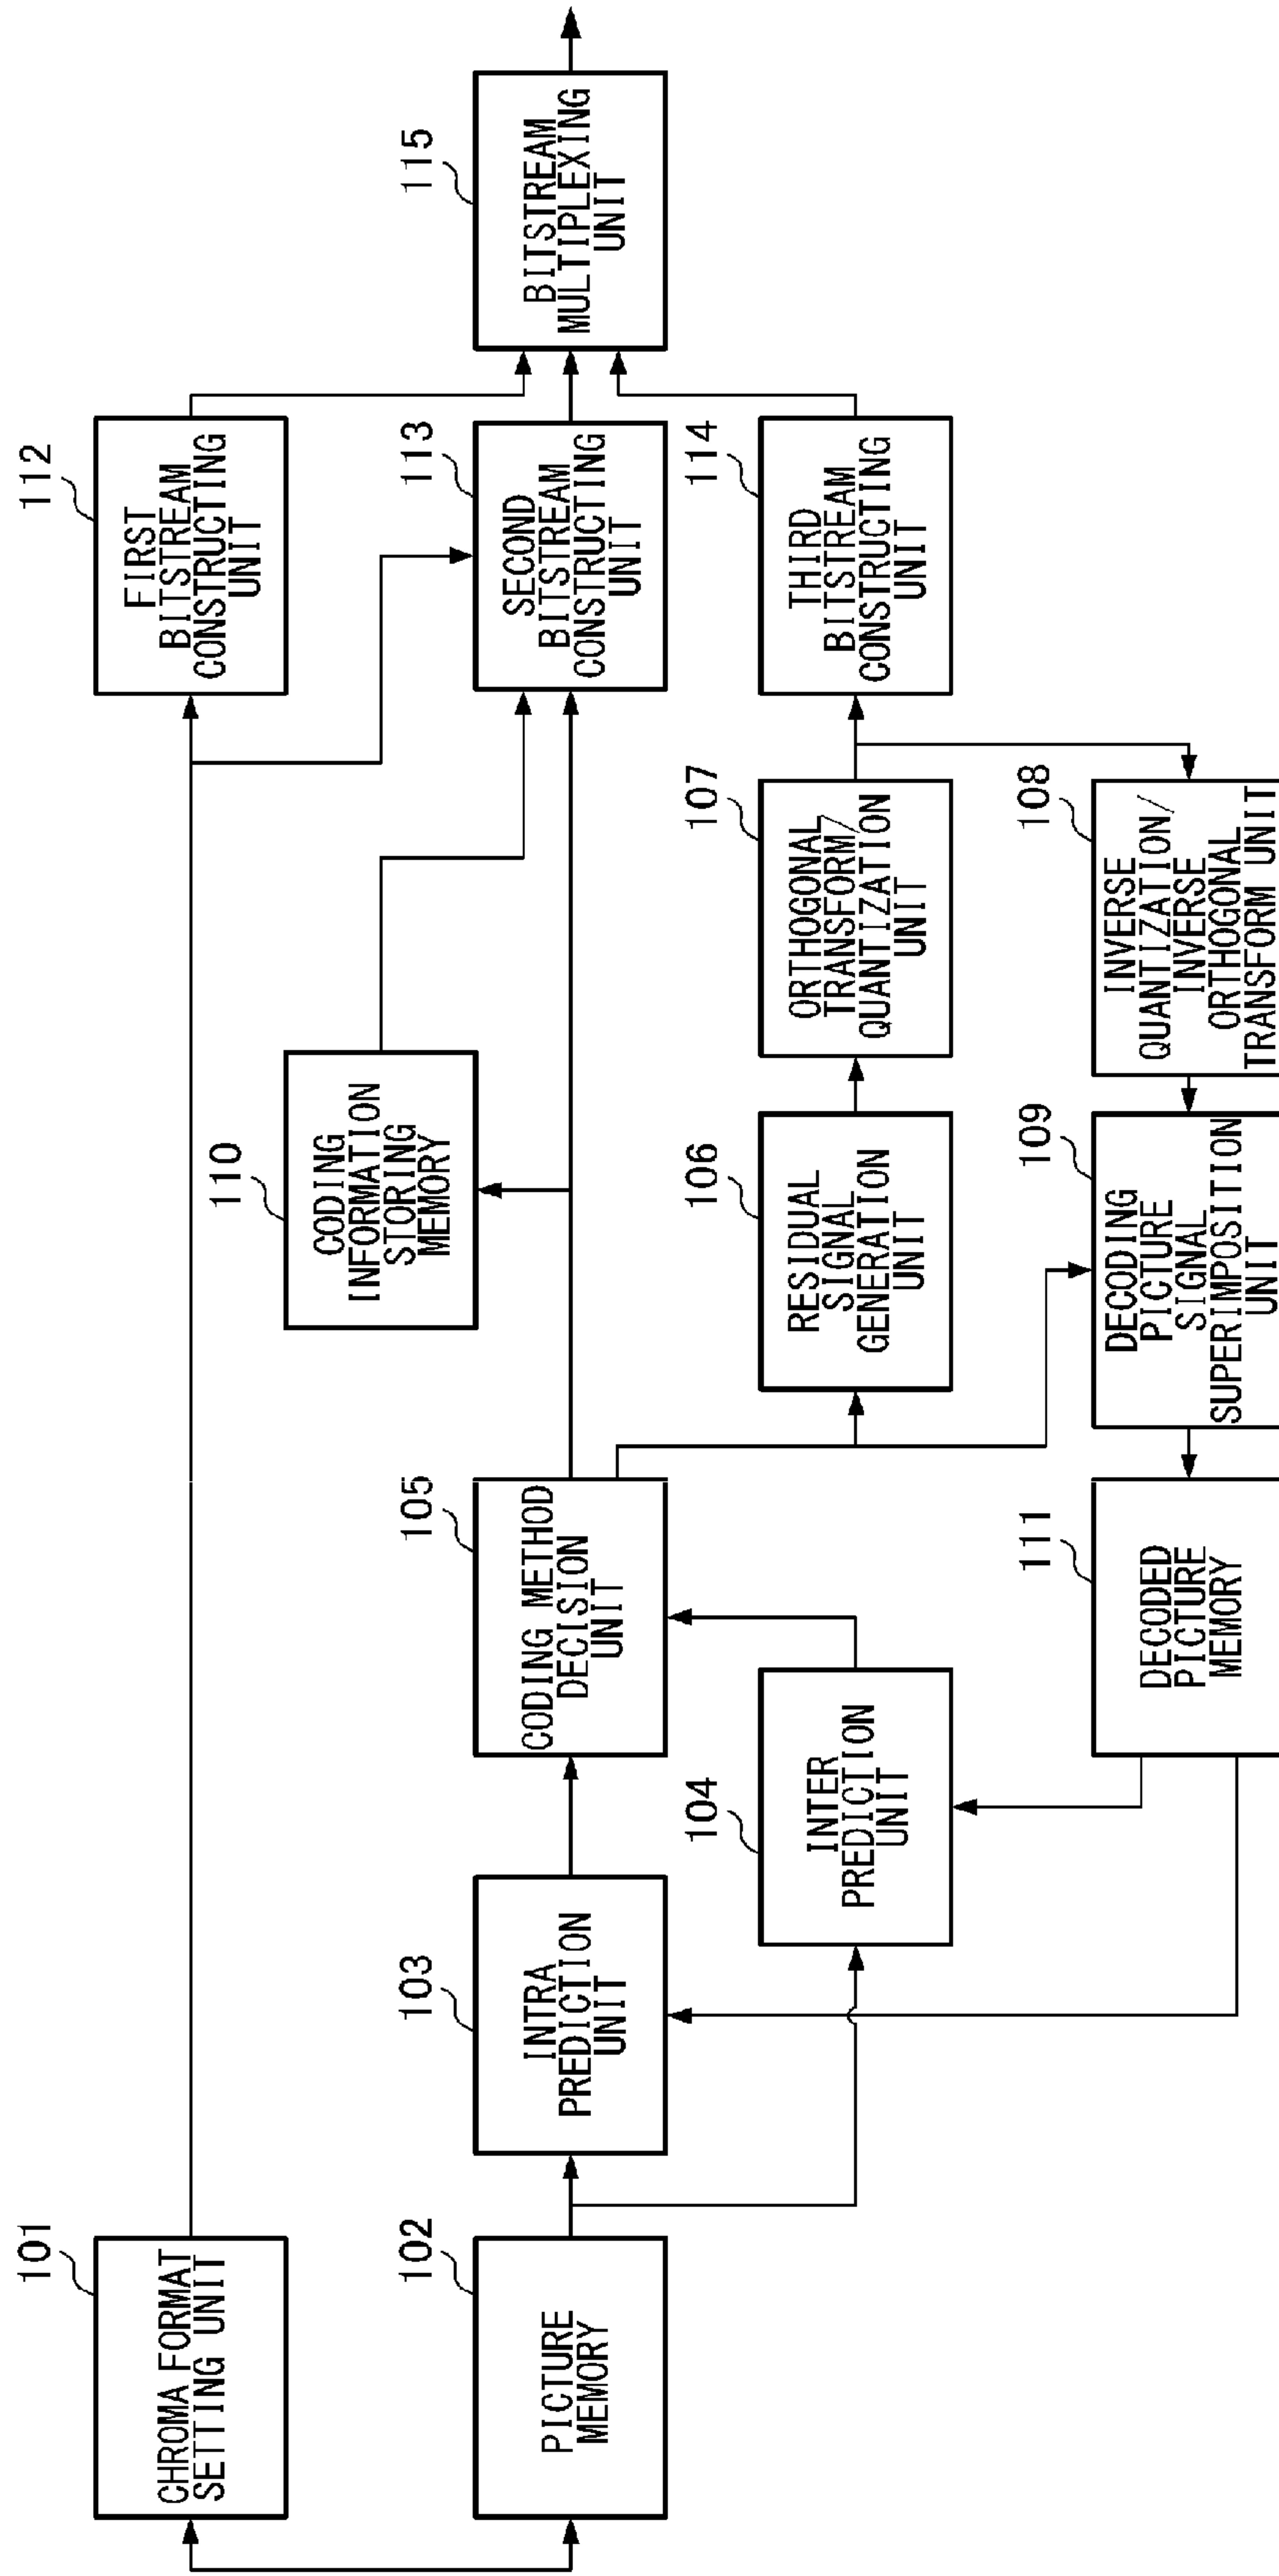 101
CHROMA FORMAT
SETTING UNIT
112
FIRST
BITSTREAM
CONSTRUCTING
UNIT
110
CODING
INFORMATION
STORING
MEMORY
102
PICTURE
MEMORY
103
INTRA
PREDICTION
UNIT
105
CODING METHOD
DECISION
UNIT
113
SECOND
BITSTREAM
CONSTRUCTING
UNIT
115
BITSTREAM
MULTIPLEXING
UNIT
104
INTER
PREDICTION
UNIT
106
RESIDUAL
SIGNAL
GENERATION
UNIT
107
ORTHOGONAL
TRANSFORM/
QUANTIZATION
UNIT
114
THIRD
BITSTREAM
CONSTRUCTING
UNIT
111
DECODED
PICTURE
MEMORY
109
DECODING
PICTURE
SIGNAL
SUPERIMPOSITION
UNIT
108
INVERSE
QUANTIZATION/
INVERSE
ORTHOGONAL
TRANSFORM UNIT